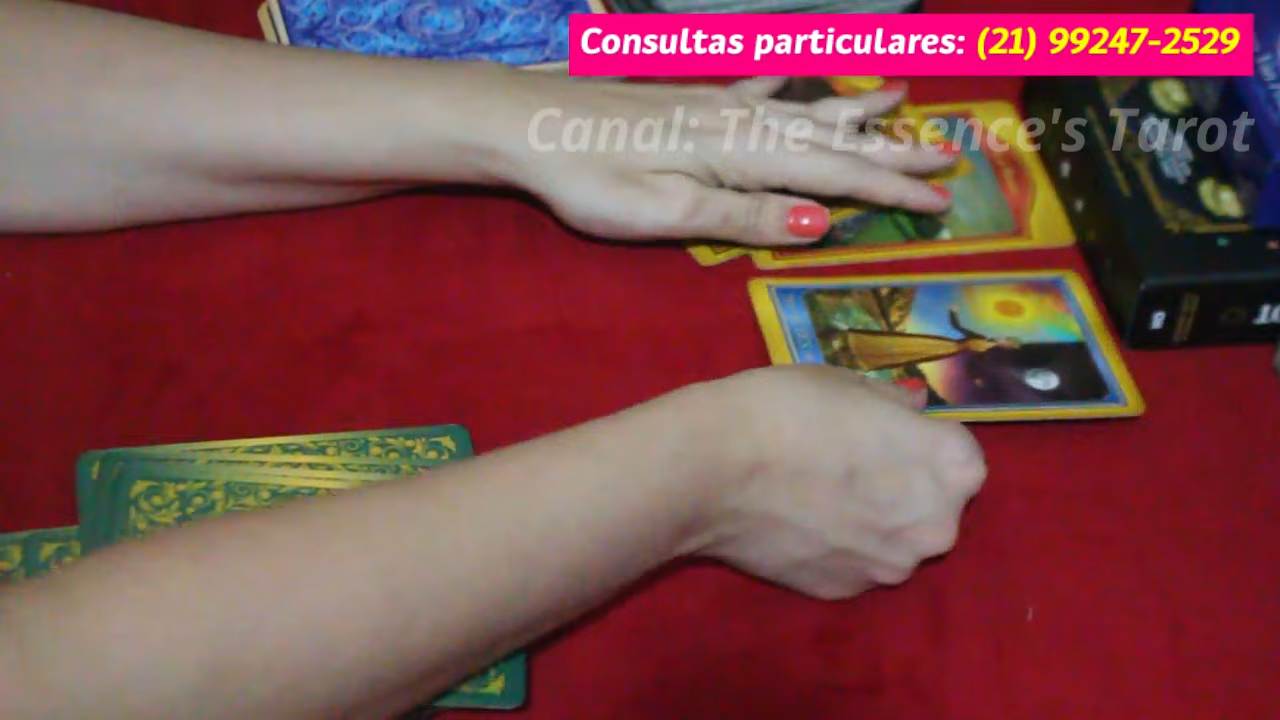 Consultas particulares: (21) 99247-2529
Canal: The Essence's Tarot